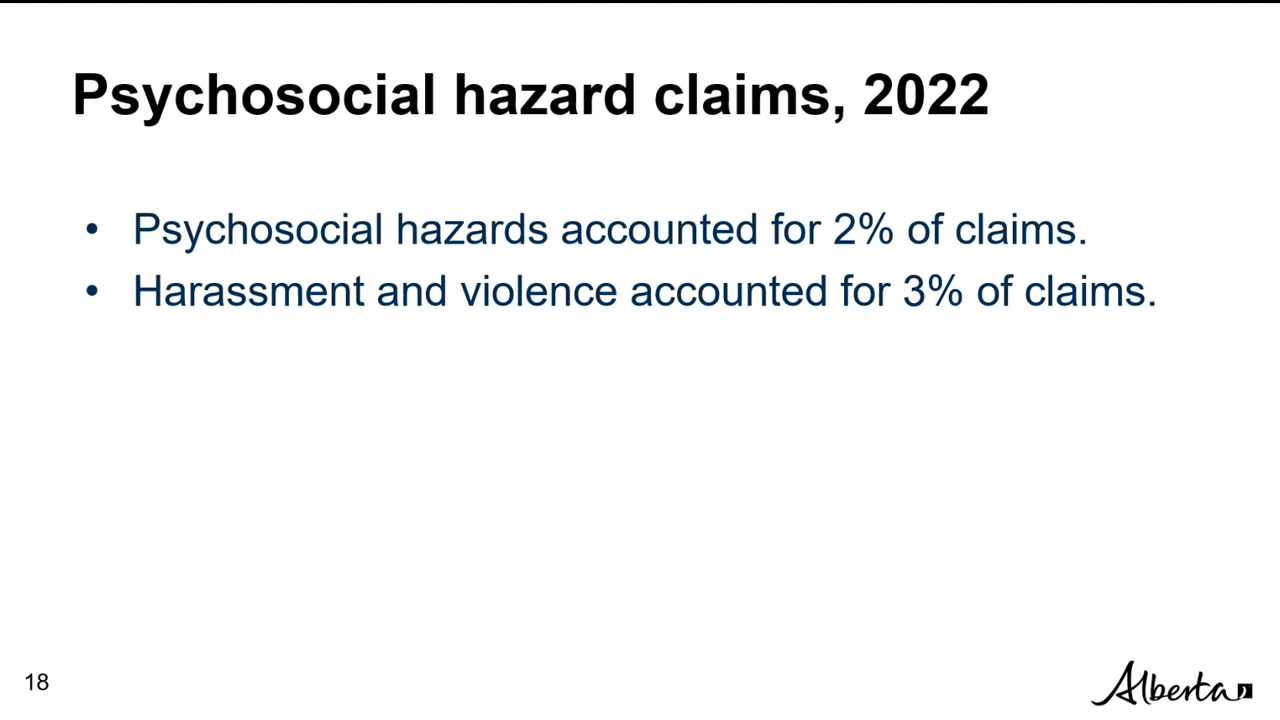 Psychosocial hazard claims, 2022
• Psychosocial hazards accounted for 2% of claims.
• Harassment and violence accounted for 3% of claims.
18
Alberta